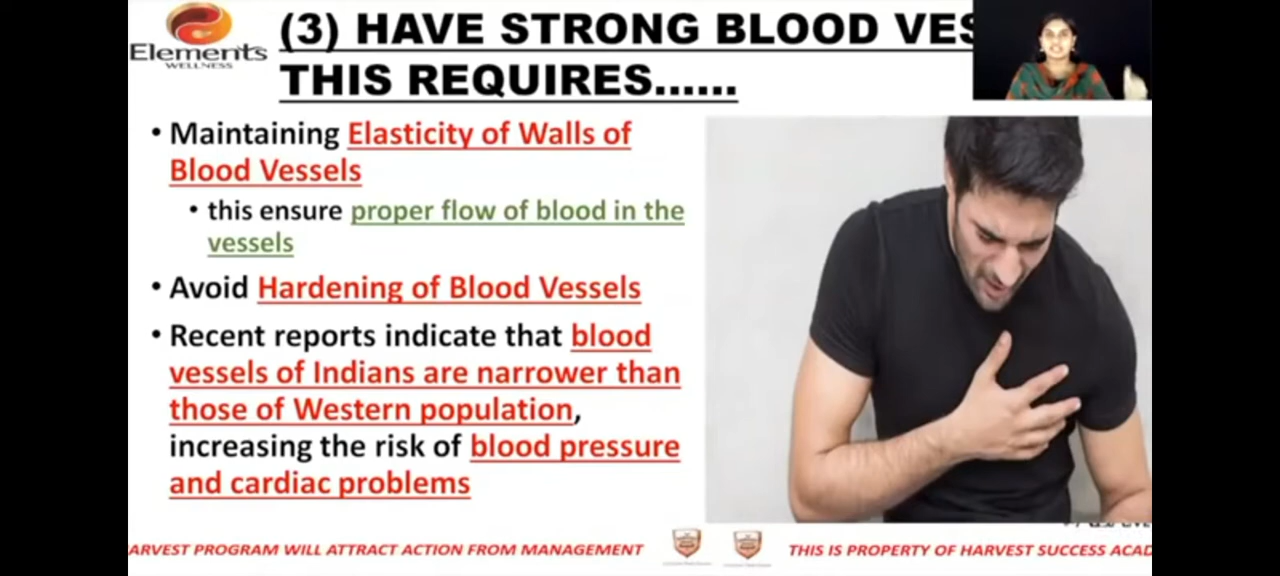 Elements
WELLNESS
(3) HAVE STRONG BLOOD VES
THIS REQUIRES......
• Maintaining Elasticity of Walls of
Blood Vessels
• this ensure proper flow of blood in the
vessels
• Avoid Hardening of Blood Vessels
• Recent reports indicate that blood
vessels of Indians are narrower than
those of Western population,
increasing the risk of blood pressure
and cardiac problems
ARVEST PROGRAM WILL ATTRACT ACTION FROM MANAGEMENT
THIS IS PROPERTY OF HARVEST SUCCESS ACAD